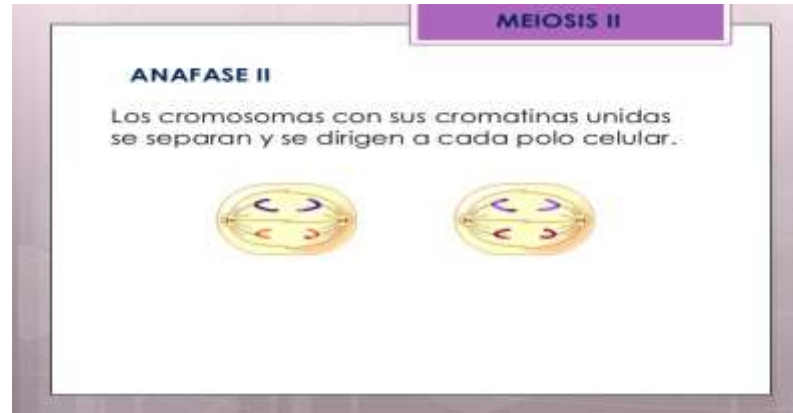 MEIOSIS II
ANAFASE II
Los cromosomas con sus cromatinas unidas
se separan y se dirigen a cada polo celular.